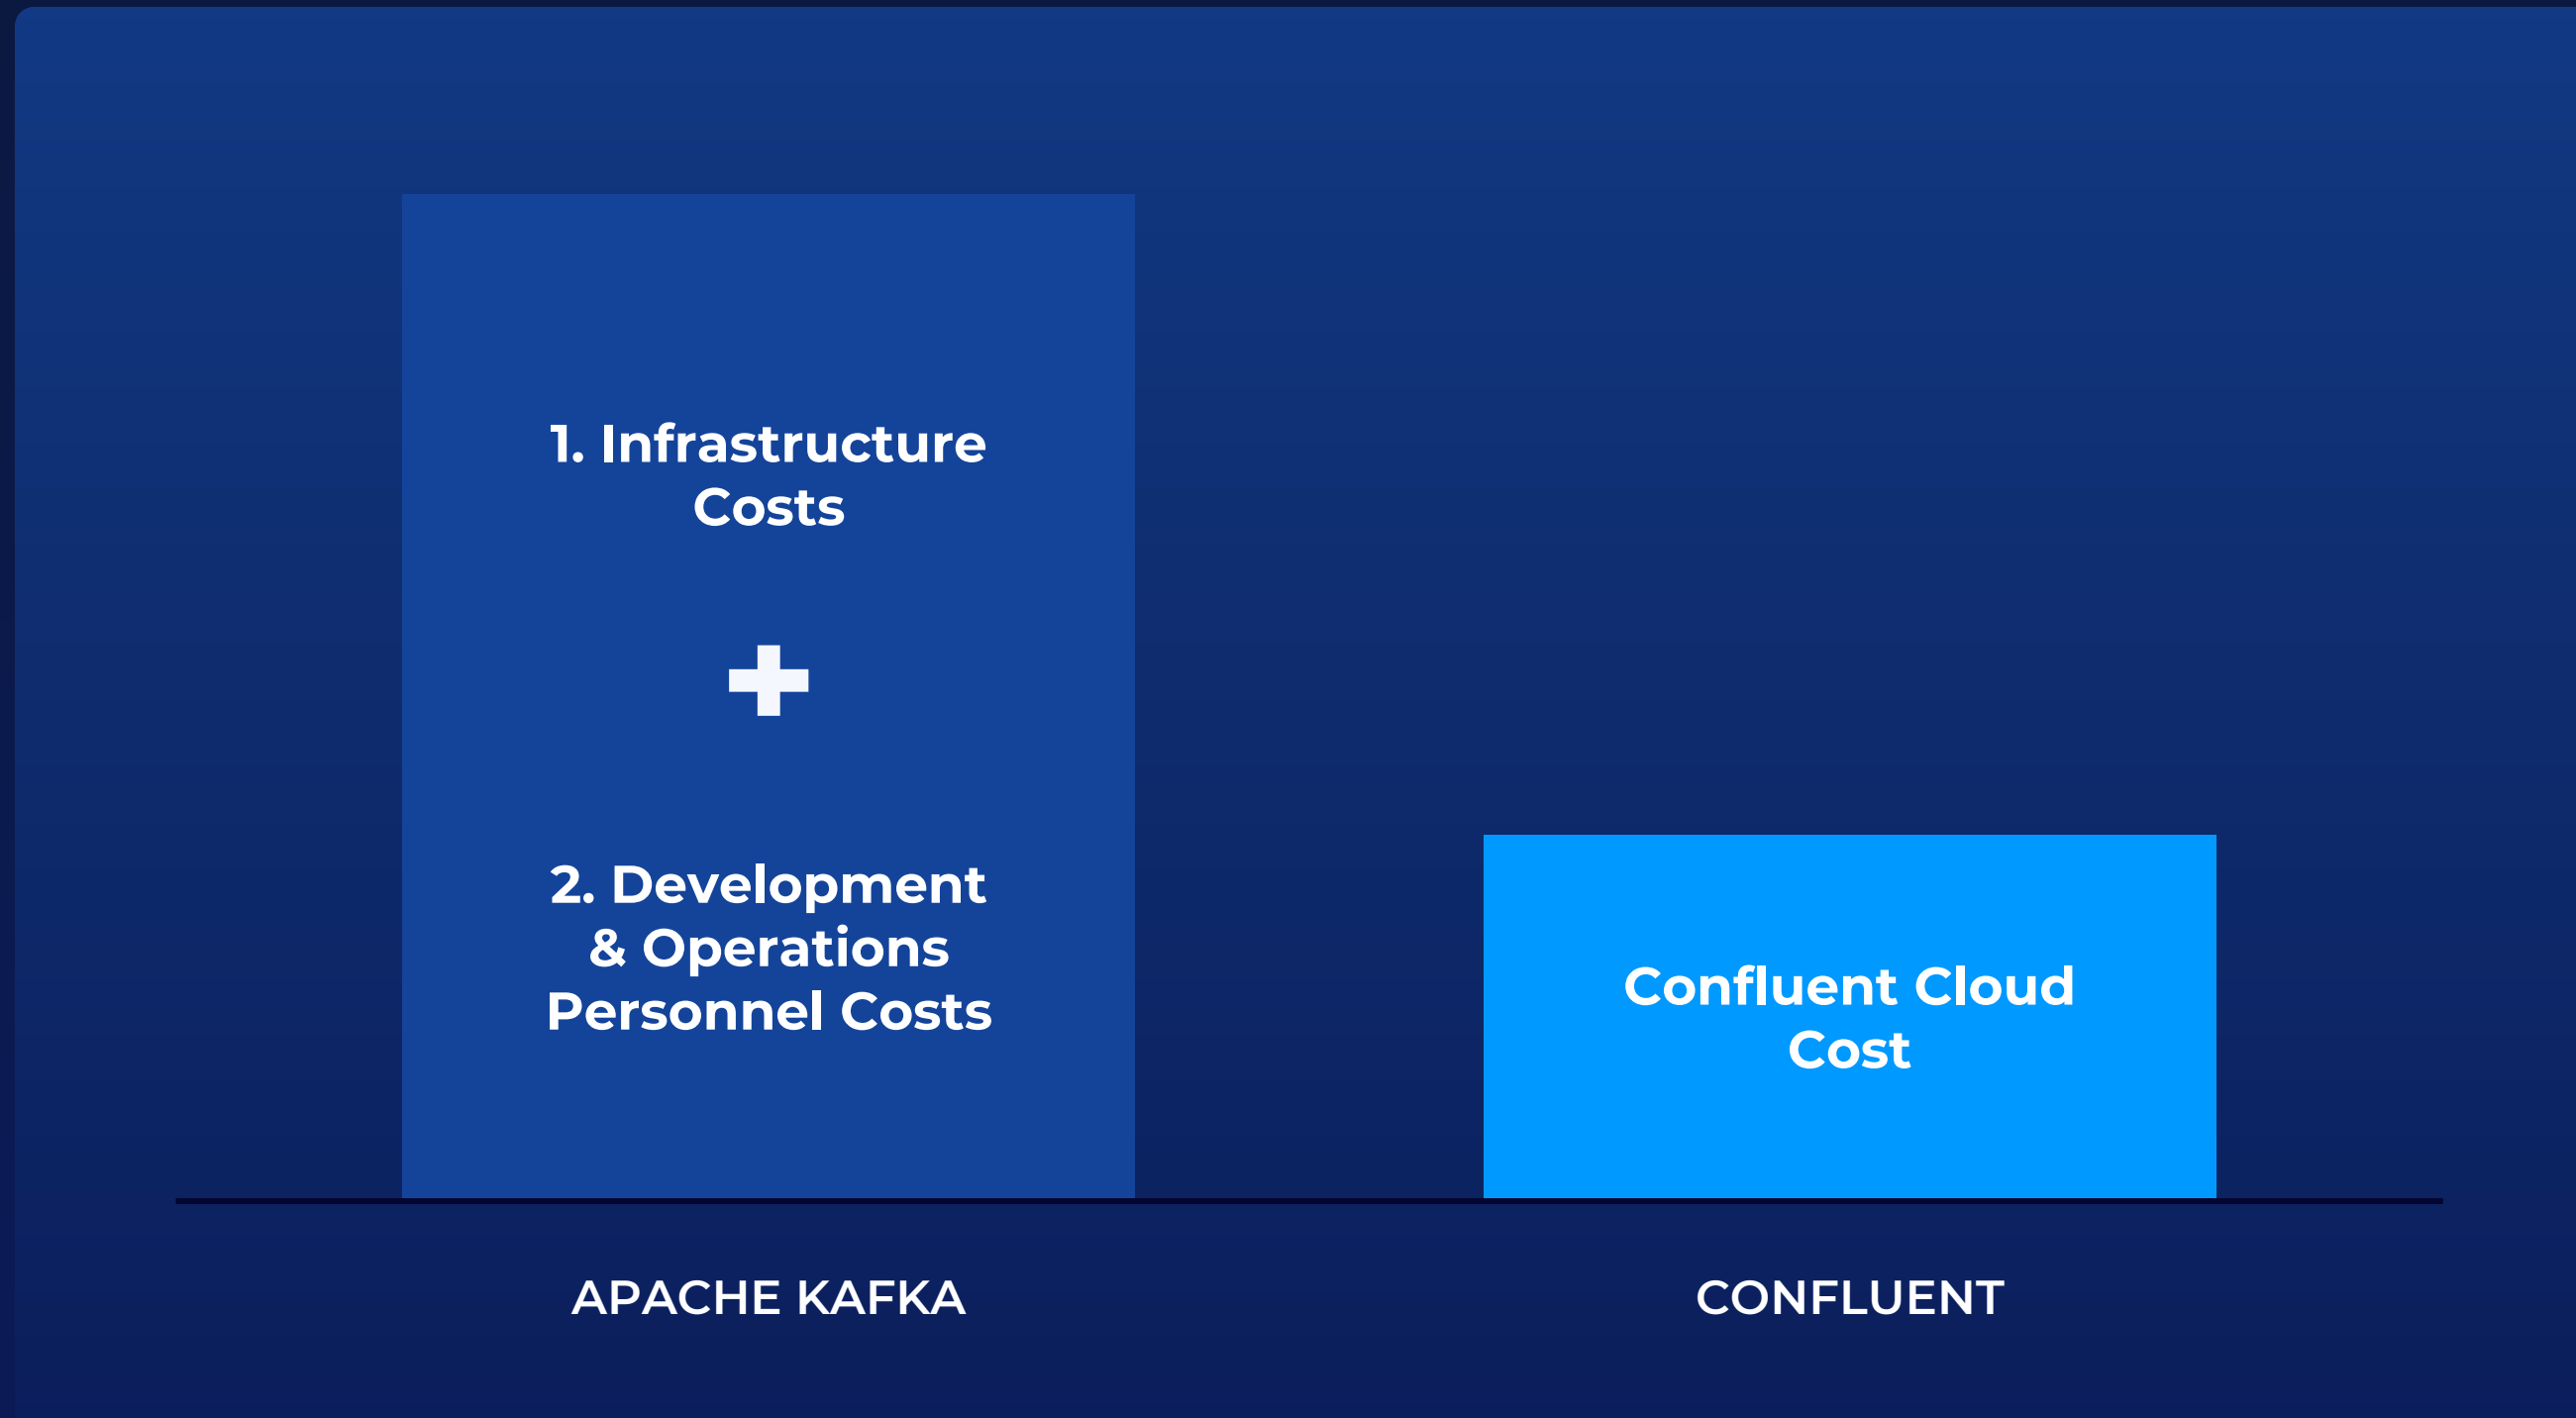 1. Infrastructure
Costs
+
2. Development
& Operations
Personnel Costs
Confluent Cloud
Cost
APACHE KAFKA
CONFLUENT